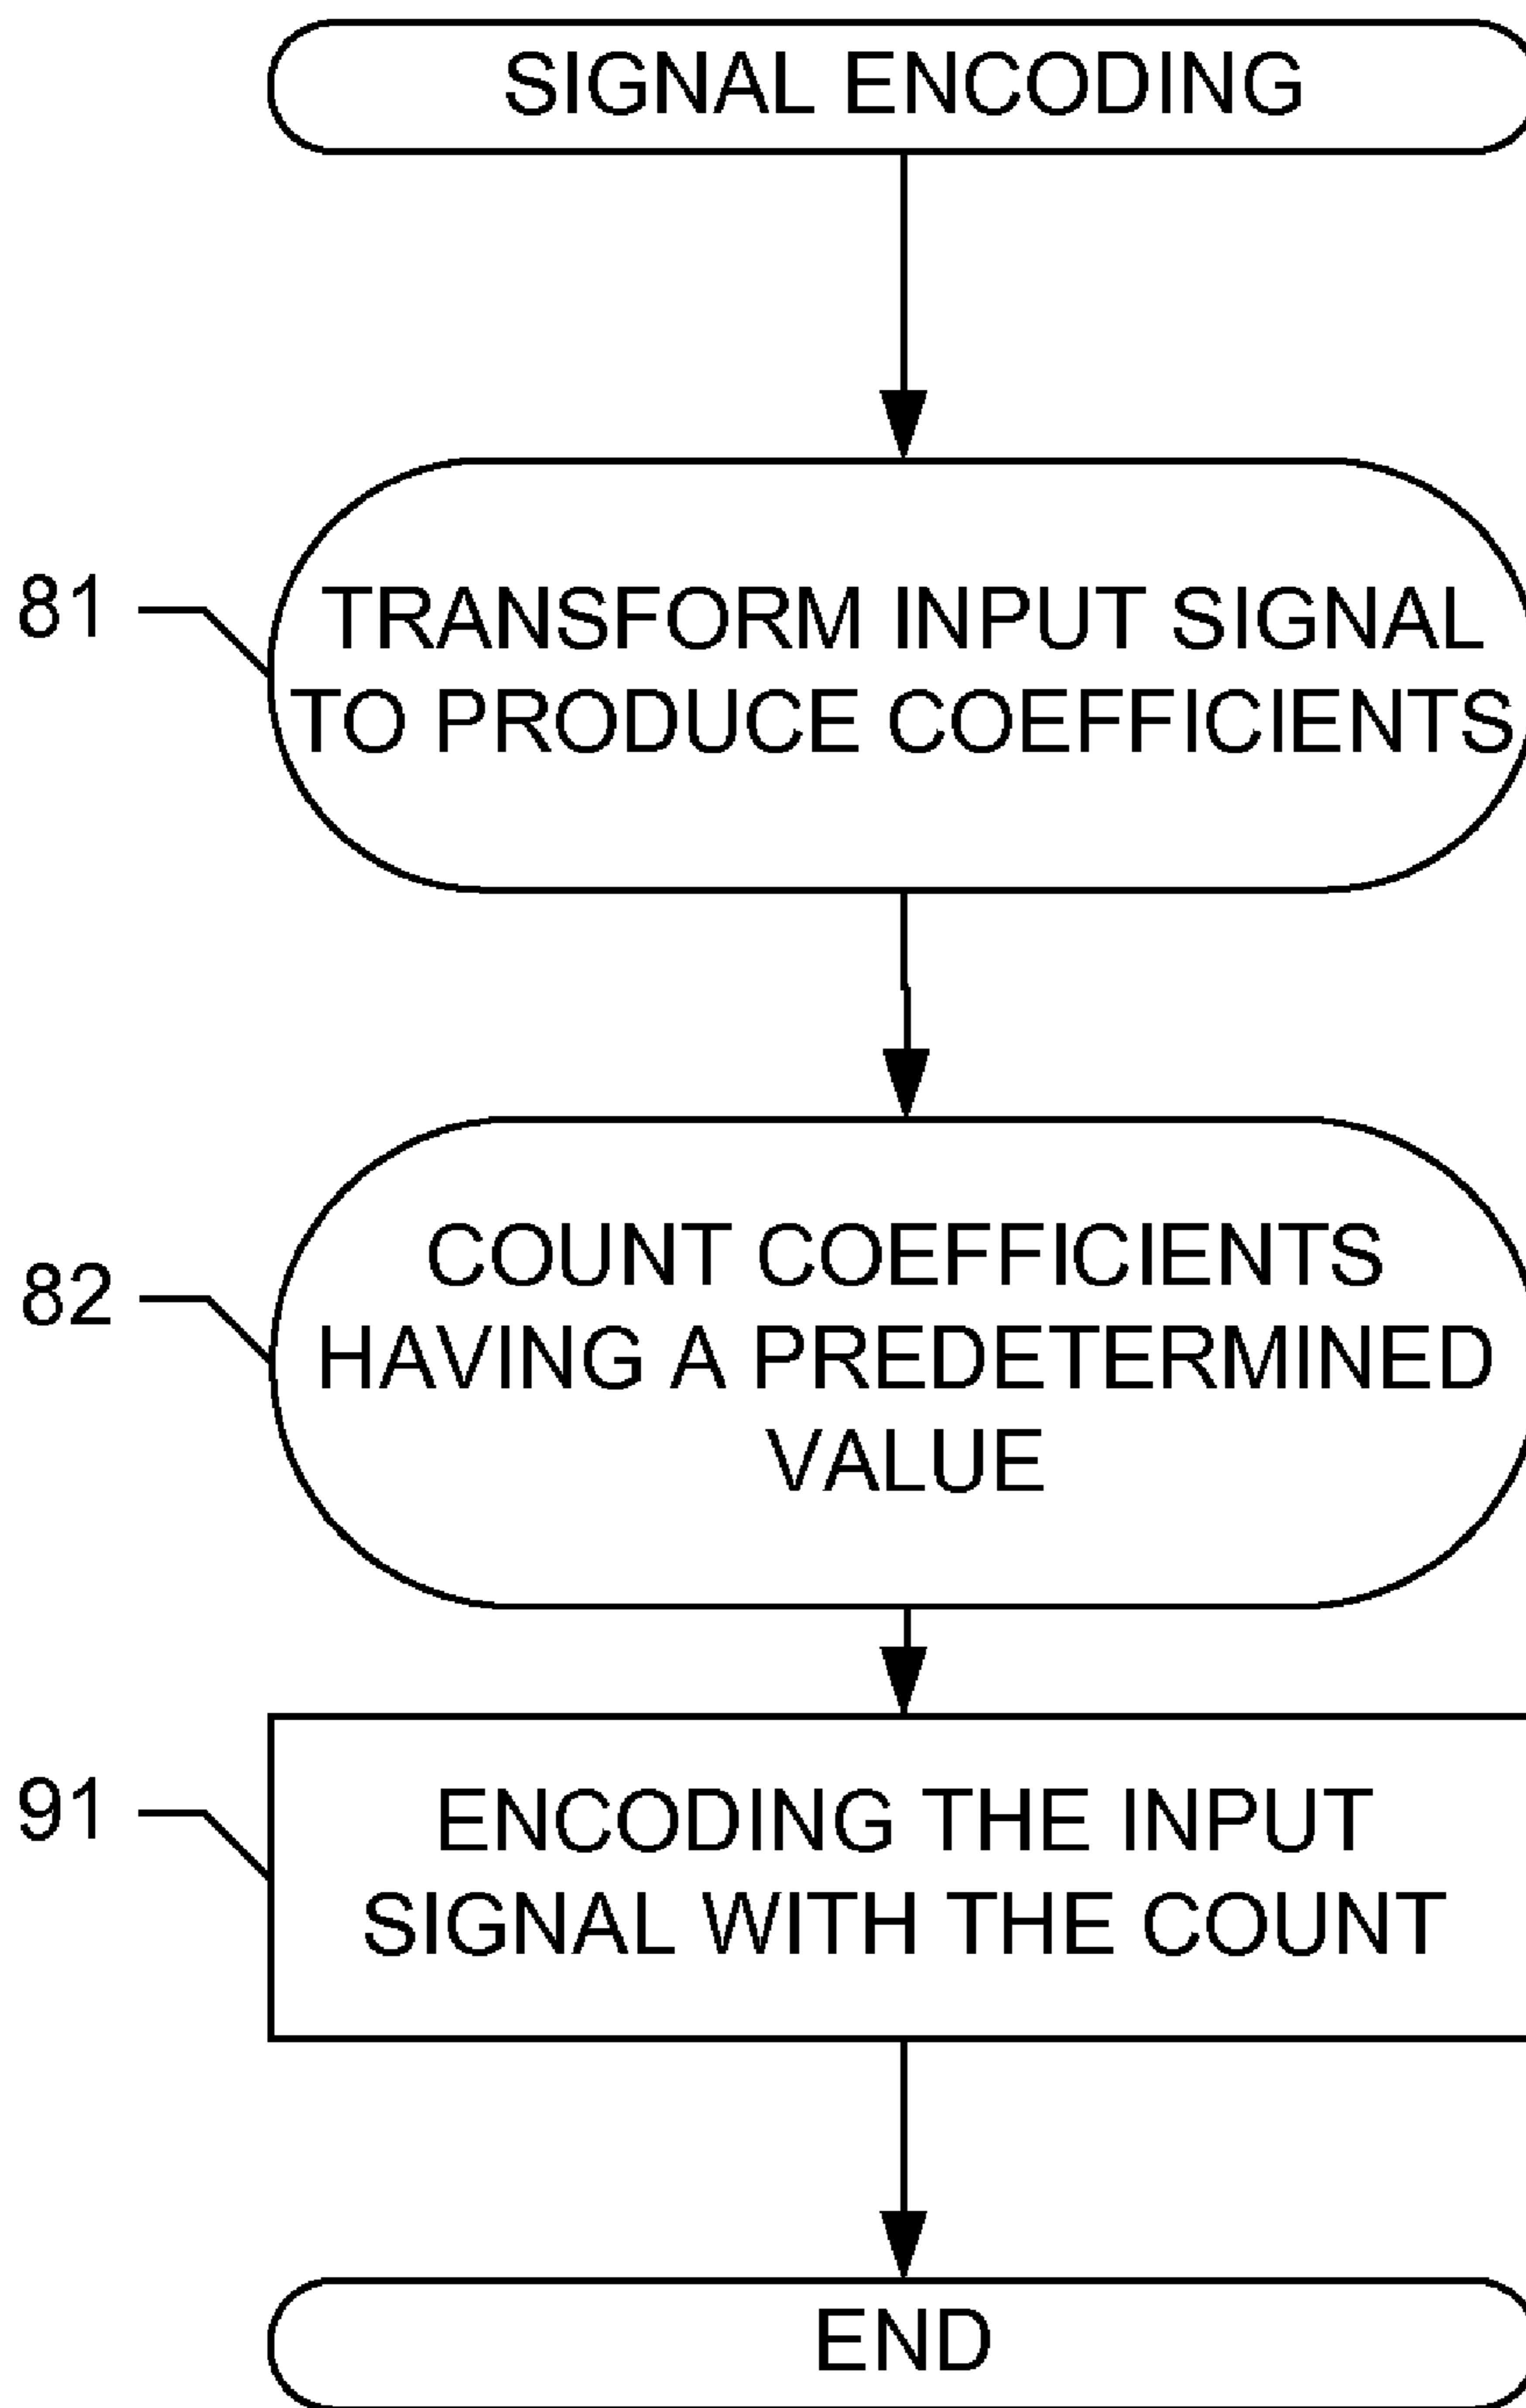 SIGNAL ENCODING
81
TRANSFORM INPUT SIGNAL
TO PRODUCE COEFFICIENTS
82
COUNT COEFFICIENTS
HAVING A PREDETERMINED
VALUE
91
ENCODING THE INPUT
SIGNAL WITH THE COUNT
END